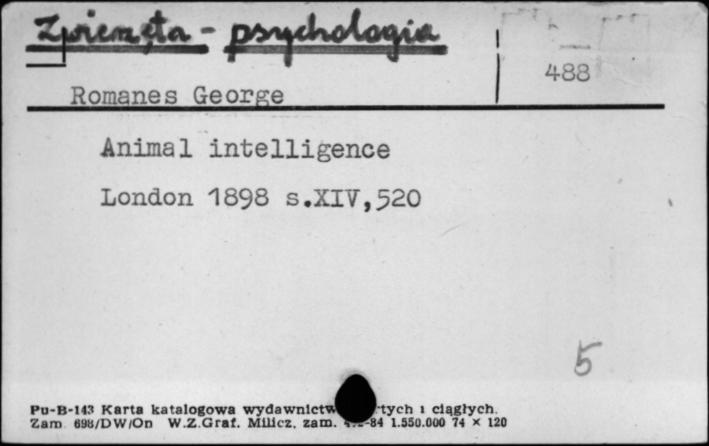 Zwierzęta - psychologia
488
Romanes George
Animal intelligence
London 1898 s.XIV,520
5
Pu-B-143 Karta katalogowa wydawnictw ciągłych.
Zam. 698/DW/On W.Z.Graf. Milicz, zam. 84 1.550.000 74 × 120